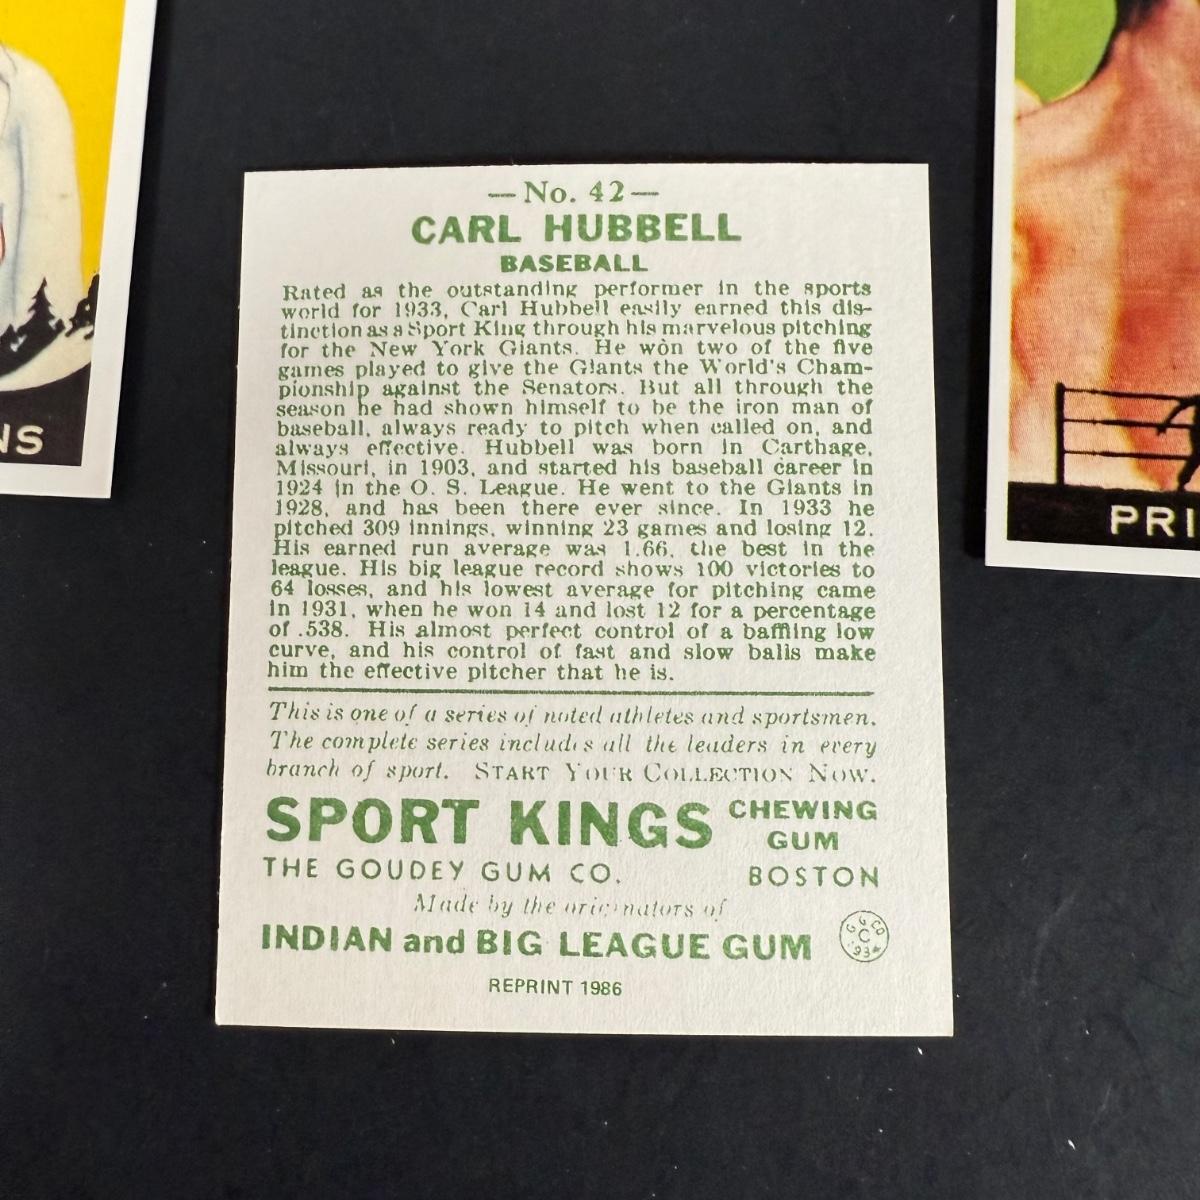 —No. 42—
CARL HUBBELL
BASEBALL
Rated as the outstanding performer in the sports
world for 1933, Carl Hubbell easily earned this dis-
tinction as a Sport King through his marvelous pitching
for the New York Giants. He won two of the five
games played to give the Giants the World's Cham-
pionship against the Senators. But all through the
season he had shown himself to be the iron man of
baseball, always ready to pitch when called on, and
always effective. Hubbell was born in Carthage,
Missouri, in 1903, and started his baseball career in
1924 in the O. S. League. He went to the Giants in
1928, and has been there ever since. In 1933 he
pitched 309 innings, winning 23 games and losing 12.
His earned run average was 1.66, the best in the
league. His big league record shows 100 victories to
64 losses, and his lowest average for pitching came
in 1931, when he won 14 and lost 12 for a percentage
of .538. His almost perfect control of a baffling low
curve, and his control of fast and slow balls make
him the effective pitcher that he is.
This is one of a series of noted athletes and sportsmen.
The complete series includes all the leaders in every
branch of sport. START YOUR COLLECTION NOW.
SPORT KINGS CHEWING GUM
THE GOUDEY GUM CO. BOSTON
Made by the originators of
INDIAN and BIG LEAGUE GUM
G G CO
C
1934
REPRINT 1986
NS
PRI